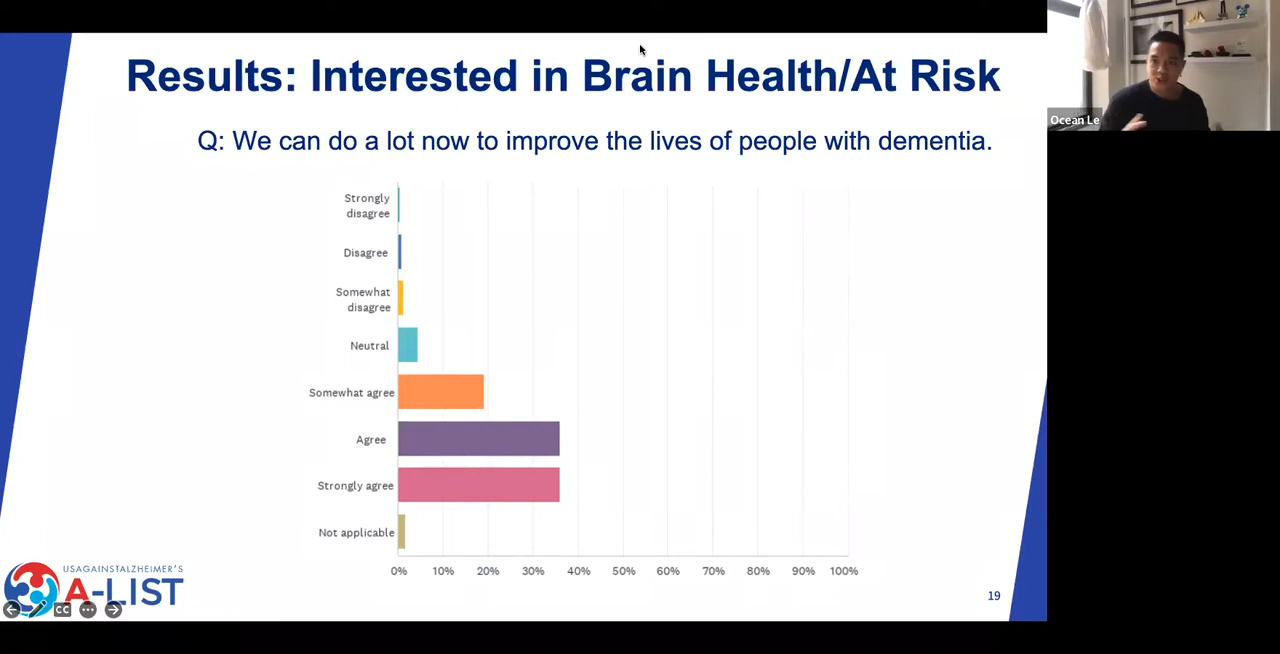 Results: Interested in Brain Health/At Risk
Ocean Le
Q: We can do a lot now to improve the lives of people with dementia.
Strongly
disagree
Disagree
Somewhat
disagree
Neutral
Somewhat agree
Agree
Strongly agree
Not applicable
0% 10% 20% 30% 40% 50% 60% 70% 80% 90% 100%
USAGAINSTALZHEIMER'S
A-LIST
CC
19